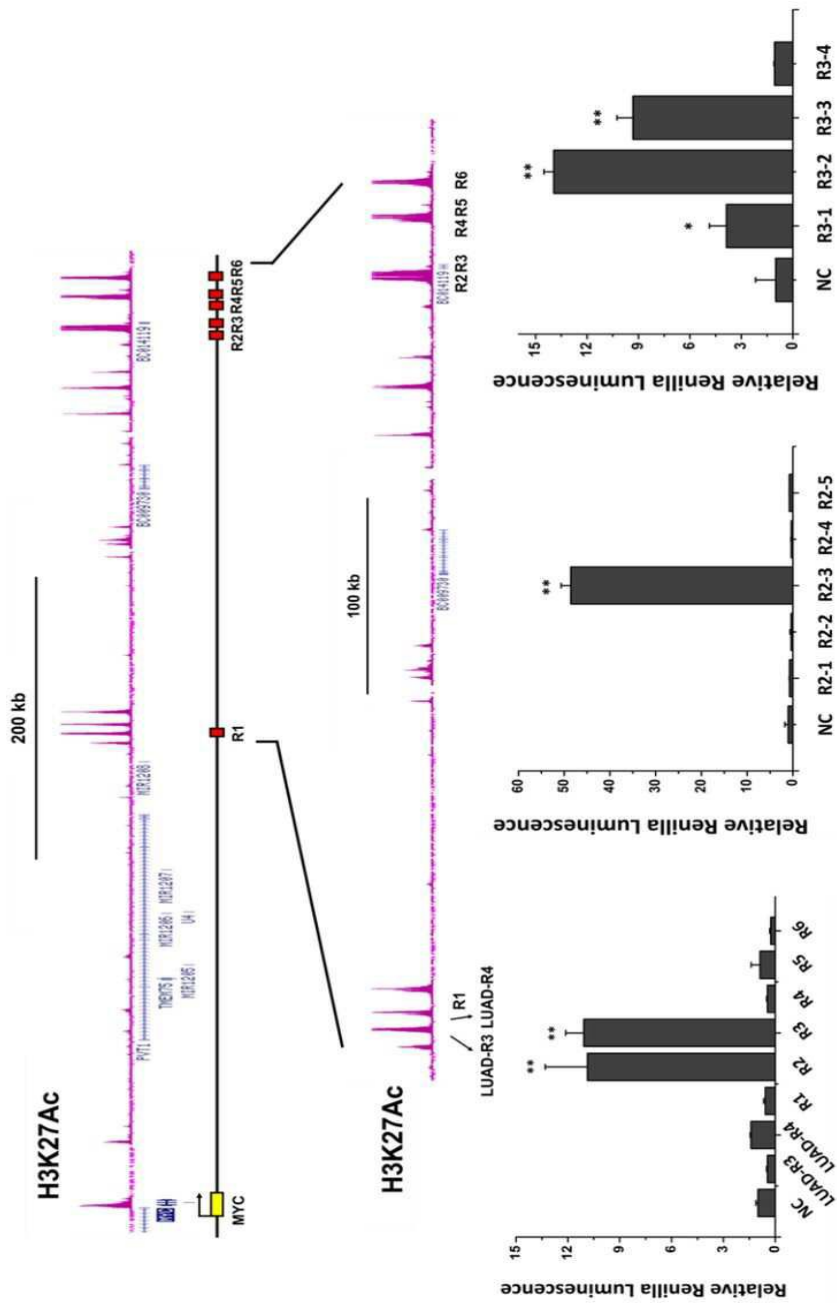 200 kb
H3K27Ac
PVT1
TMEM75
MIR1206
MIR1207
MIR1208
MIR1205
U4
BC009730
BC014119
MYC
R1
R2 R3 R4 R5 R6
100 kb
H3K27Ac
BC009730
BC014119
LUAD-R3 LUAD-R4
R1
R2 R3
R4 R5
R6
Relative Renilla Luminescence
15
12
9
6
3
0
**
**
NC
LUAD-R3
LUAD-R4
R1
R2
R3
R4
R5
R6
Relative Renilla Luminescence
60
50
40
30
20
10
0
**
NC
R2-1
R2-2
R2-3
R2-4
R2-5
Relative Renilla Luminescence
15
12
9
6
3
0
*
**
**
NC
R3-1
R3-2
R3-3
R3-4